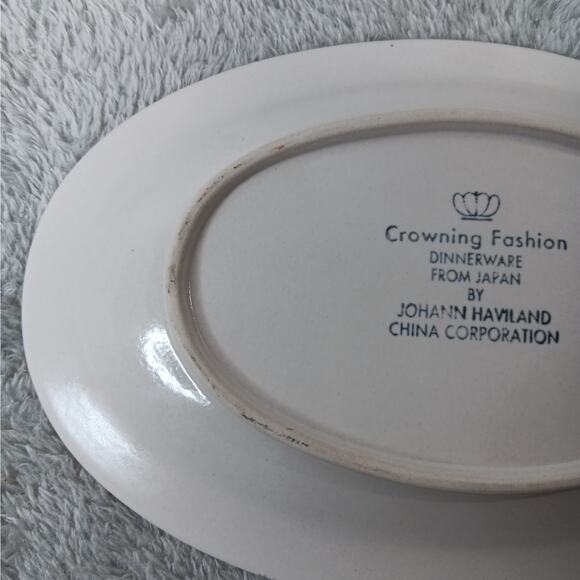 Crowning Fashion
DINNERWARE
FROM JAPAN
BY
JOHANN HAVILAND
CHINA CORPORATION